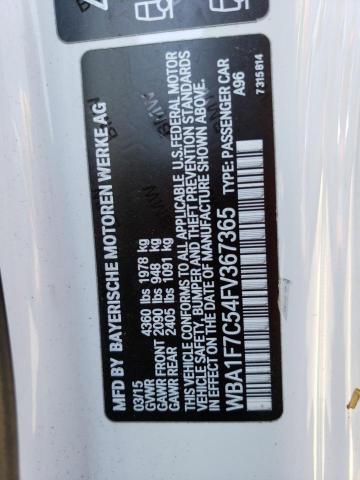 MFD BY BAYERISCHE MOTOREN WERKE AG
03/15
GVWR 4360 lbs 1978 kg
GAWR FRONT 2090 lbs 948 kg
GAWR REAR 2405 lbs 1091 kg
THIS VEHICLE CONFORMS TO ALL APPLICABLE U.S. FEDERAL MOTOR
VEHICLE SAFETY, BUMPER AND THEFT PREVENTION STANDARDS
IN EFFECT ON THE DATE OF MANUFACTURE SHOWN ABOVE.
WBA1F7C54FV367365 TYPE: PASSENGER CAR
A96
7 315 814